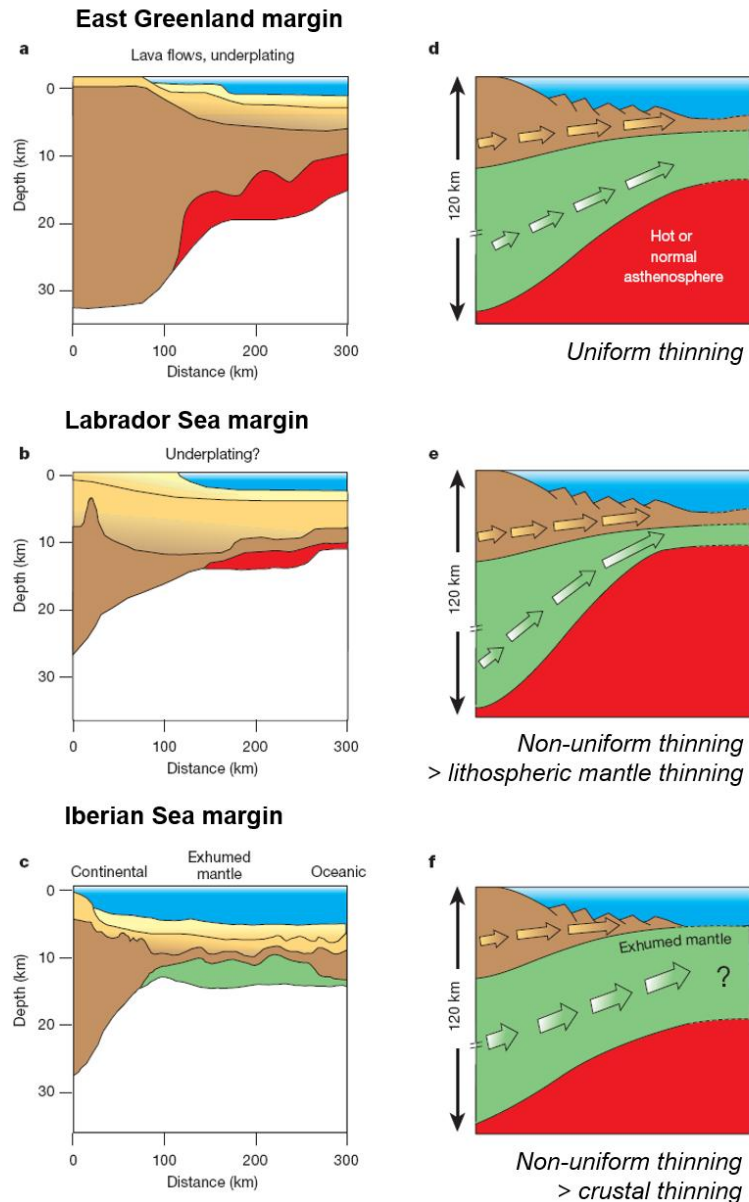 East Greenland margin
a
Lava flows, underplating
0
10
20
30
Depth (km)
0
100
200
300
Distance (km)
d
120 km
Hot or
normal
asthenosphere
Uniform thinning
Labrador Sea margin
b
Underplating?
0
10
20
30
Depth (km)
0
100
200
300
Distance (km)
e
120 km
Non-uniform thinning
> lithospheric mantle thinning
Iberian Sea margin
c
Continental
Exhumed
mantle
Oceanic
0
10
20
30
Depth (km)
0
100
200
300
Distance (km)
f
120 km
Exhumed mantle
?
Non-uniform thinning
> crustal thinning